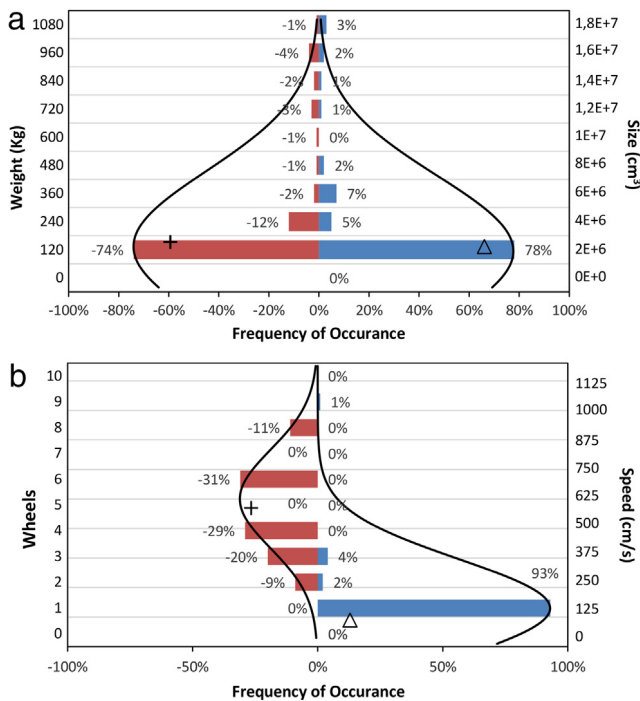 a
1080 -1% 3% 1,8E+7
960 -4% 2% 1,6E+7
840 -2% 1% 1,4E+7
720 -3% 1% 1,2E+7
600 -1% 0% 1E+7
480 -1% 2% 8E+6
360 -2% 7% 6E+6
240 -12% 5% 4E+6
120 -74% 78% 2E+6
0 0% 0E+0
Weight (Kg)
Size (cm³)
-100% -80% -60% -40% -20% 0% 20% 40% 60% 80% 100%
Frequency of Occurance
b
10 0% 1125
9 1% 1000
8 -11% 0% 875
7 0% 0% 750
6 -31% 0% 625
5 0% 0% 500
4 -29% 0% 375
3 -20% 4% 93%
2 -9% 2% 250
1 0% 125
0 0% 0
Wheels
Speed (cm/s)
-100% -50% 0% 50% 100%
Frequency of Occurance